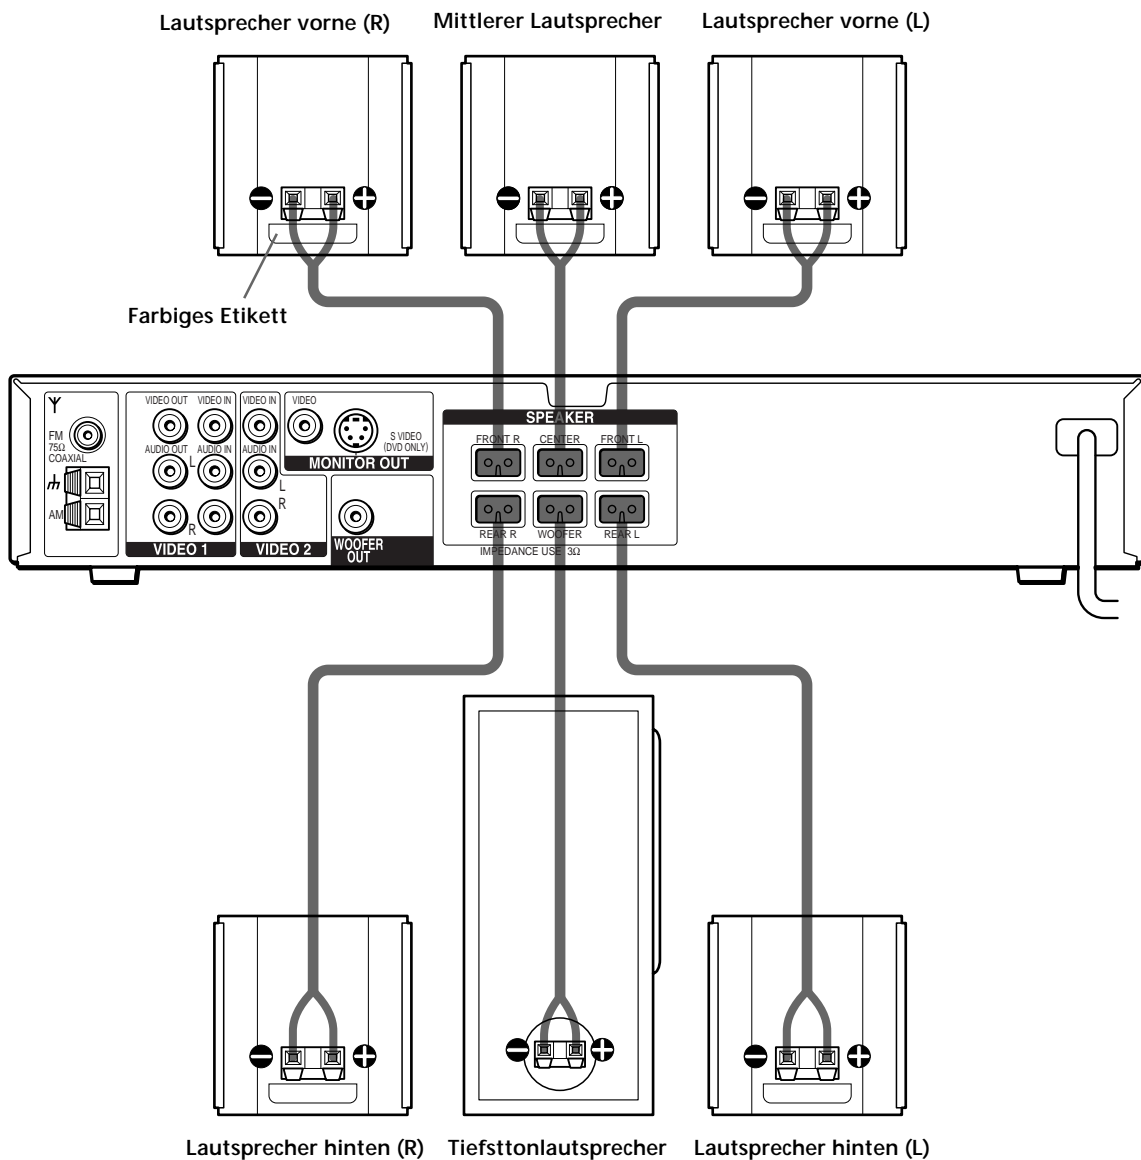 Lautsprecher vorne (R)
Mittlerer Lautsprecher
Lautsprecher vorne (L)
Farbiges Etikett
FM
75Ω
COAXIAL
AM
VIDEO OUT
VIDEO IN
AUDIO OUT
AUDIO IN
L
R
VIDEO 1
VIDEO IN
AUDIO IN
L
R
VIDEO 2
VIDEO
S VIDEO
(DVD ONLY)
MONITOR OUT
WOOFER
OUT
SPEAKER
FRONT R
CENTER
FRONT L
REAR R
WOOFER
REAR L
IMPEDANCE USE 3Ω
Lautsprecher hinten (R)
Tiefsttonlautsprecher
Lautsprecher hinten (L)